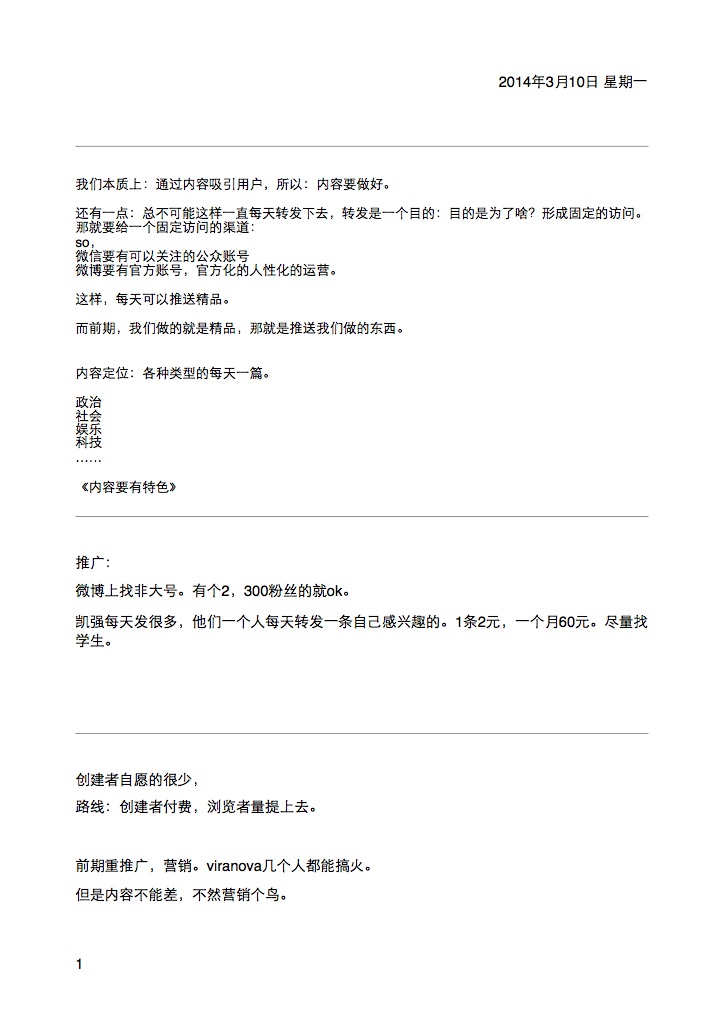 2014年3月10日 星期一
我们本质上：通过内容吸引用户，所以：内容要做好。
还有一点：总不可能这样一直每天转发下去，转发是一个目的：目的是为了啥？形成固定的访问。
那就要给一个固定访问的渠道：
so，
微信要有可以关注的公众账号
微博要有官方账号，官方化的人性化的运营。
这样，每天可以推送精品。
而前期，我们做的就是精品，那就是推送我们做的东西。
内容定位：各种类型的每天一篇。
政治
社会
娱乐
科技
……
《内容要有特色》
推广：
微博上找非大号。有个2，300粉丝的就ok。
凯强每天发很多，他们一个人每天转发一条自己感兴趣的。1条2元，一个月60元。尽量找
学生。
创建者自愿的很少，
路线：创建者付费，浏览者量提上去。
前期重推广，营销。viranova几个人都能搞火。
但是内容不能差，不然营销个鸟。
1